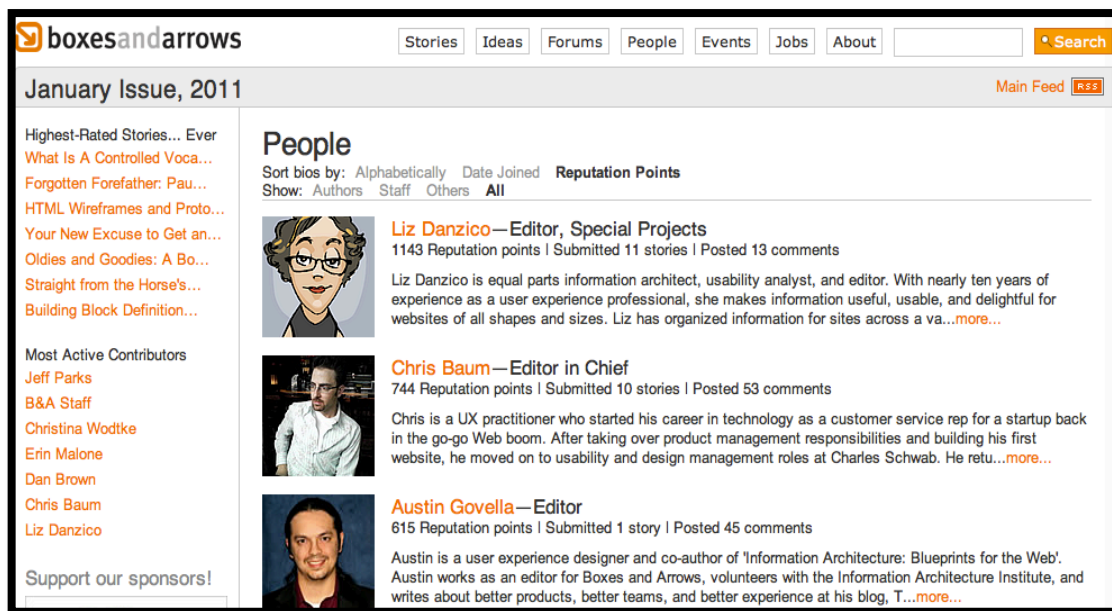 boxesandarrows
Stories Ideas Forums People Events Jobs About Search
January Issue, 2011
Main Feed RSS
Highest-Rated Stories... Ever
What Is A Controlled Voca...
Forgotten Forefather: Pau...
HTML Wireframes and Proto...
Your New Excuse to Get an...
Oldies and Goodies: A Bo...
Straight from the Horse's...
Building Block Definition...
Most Active Contributors
Jeff Parks
B&A Staff
Christina Wodtke
Erin Malone
Dan Brown
Chris Baum
Liz Danzico
Support our sponsors!
People
Sort bios by: Alphabetically Date Joined Reputation Points
Show: Authors Staff Others All
Liz Danzico—Editor, Special Projects
1143 Reputation points | Submitted 11 stories | Posted 13 comments
Liz Danzico is equal parts information architect, usability analyst, and editor. With nearly ten years of
experience as a user experience professional, she makes information useful, usable, and delightful for
websites of all shapes and sizes. Liz has organized information for sites across a va...more...
Chris Baum—Editor in Chief
744 Reputation points | Submitted 10 stories | Posted 53 comments
Chris is a UX practitioner who started his career in technology as a customer service rep for a startup back
in the go-go Web boom. After taking over product management responsibilities and building his first
website, he moved on to usability and design management roles at Charles Schwab. He retu...more...
Austin Govella—Editor
615 Reputation points | Submitted 1 story | Posted 45 comments
Austin is a user experience designer and co-author of 'Information Architecture: Blueprints for the Web'.
Austin works as an editor for Boxes and Arrows, volunteers with the Information Architecture Institute, and
writes about better products, better teams, and better experience at his blog, T...more...